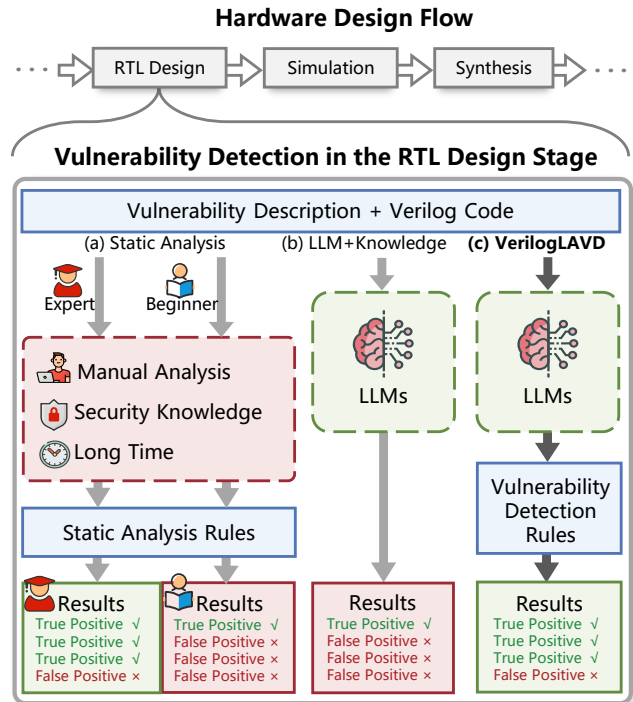 Hardware Design Flow
RTL Design
Simulation
Synthesis
Vulnerability Detection in the RTL Design Stage
Vulnerability Description + Verilog Code
(a) Static Analysis
(b) LLM+Knowledge
(c) VerilogLAVD
Expert
Beginner
Manual Analysis
Security Knowledge
Long Time
LLMs
LLMs
Static Analysis Rules
Vulnerability
Detection
Rules
Results
True Positive √
True Positive √
True Positive √
False Positive ×
Results
True Positive √
False Positive ×
False Positive ×
False Positive ×
Results
True Positive √
False Positive ×
False Positive ×
False Positive ×
Results
True Positive √
True Positive √
True Positive √
False Positive ×